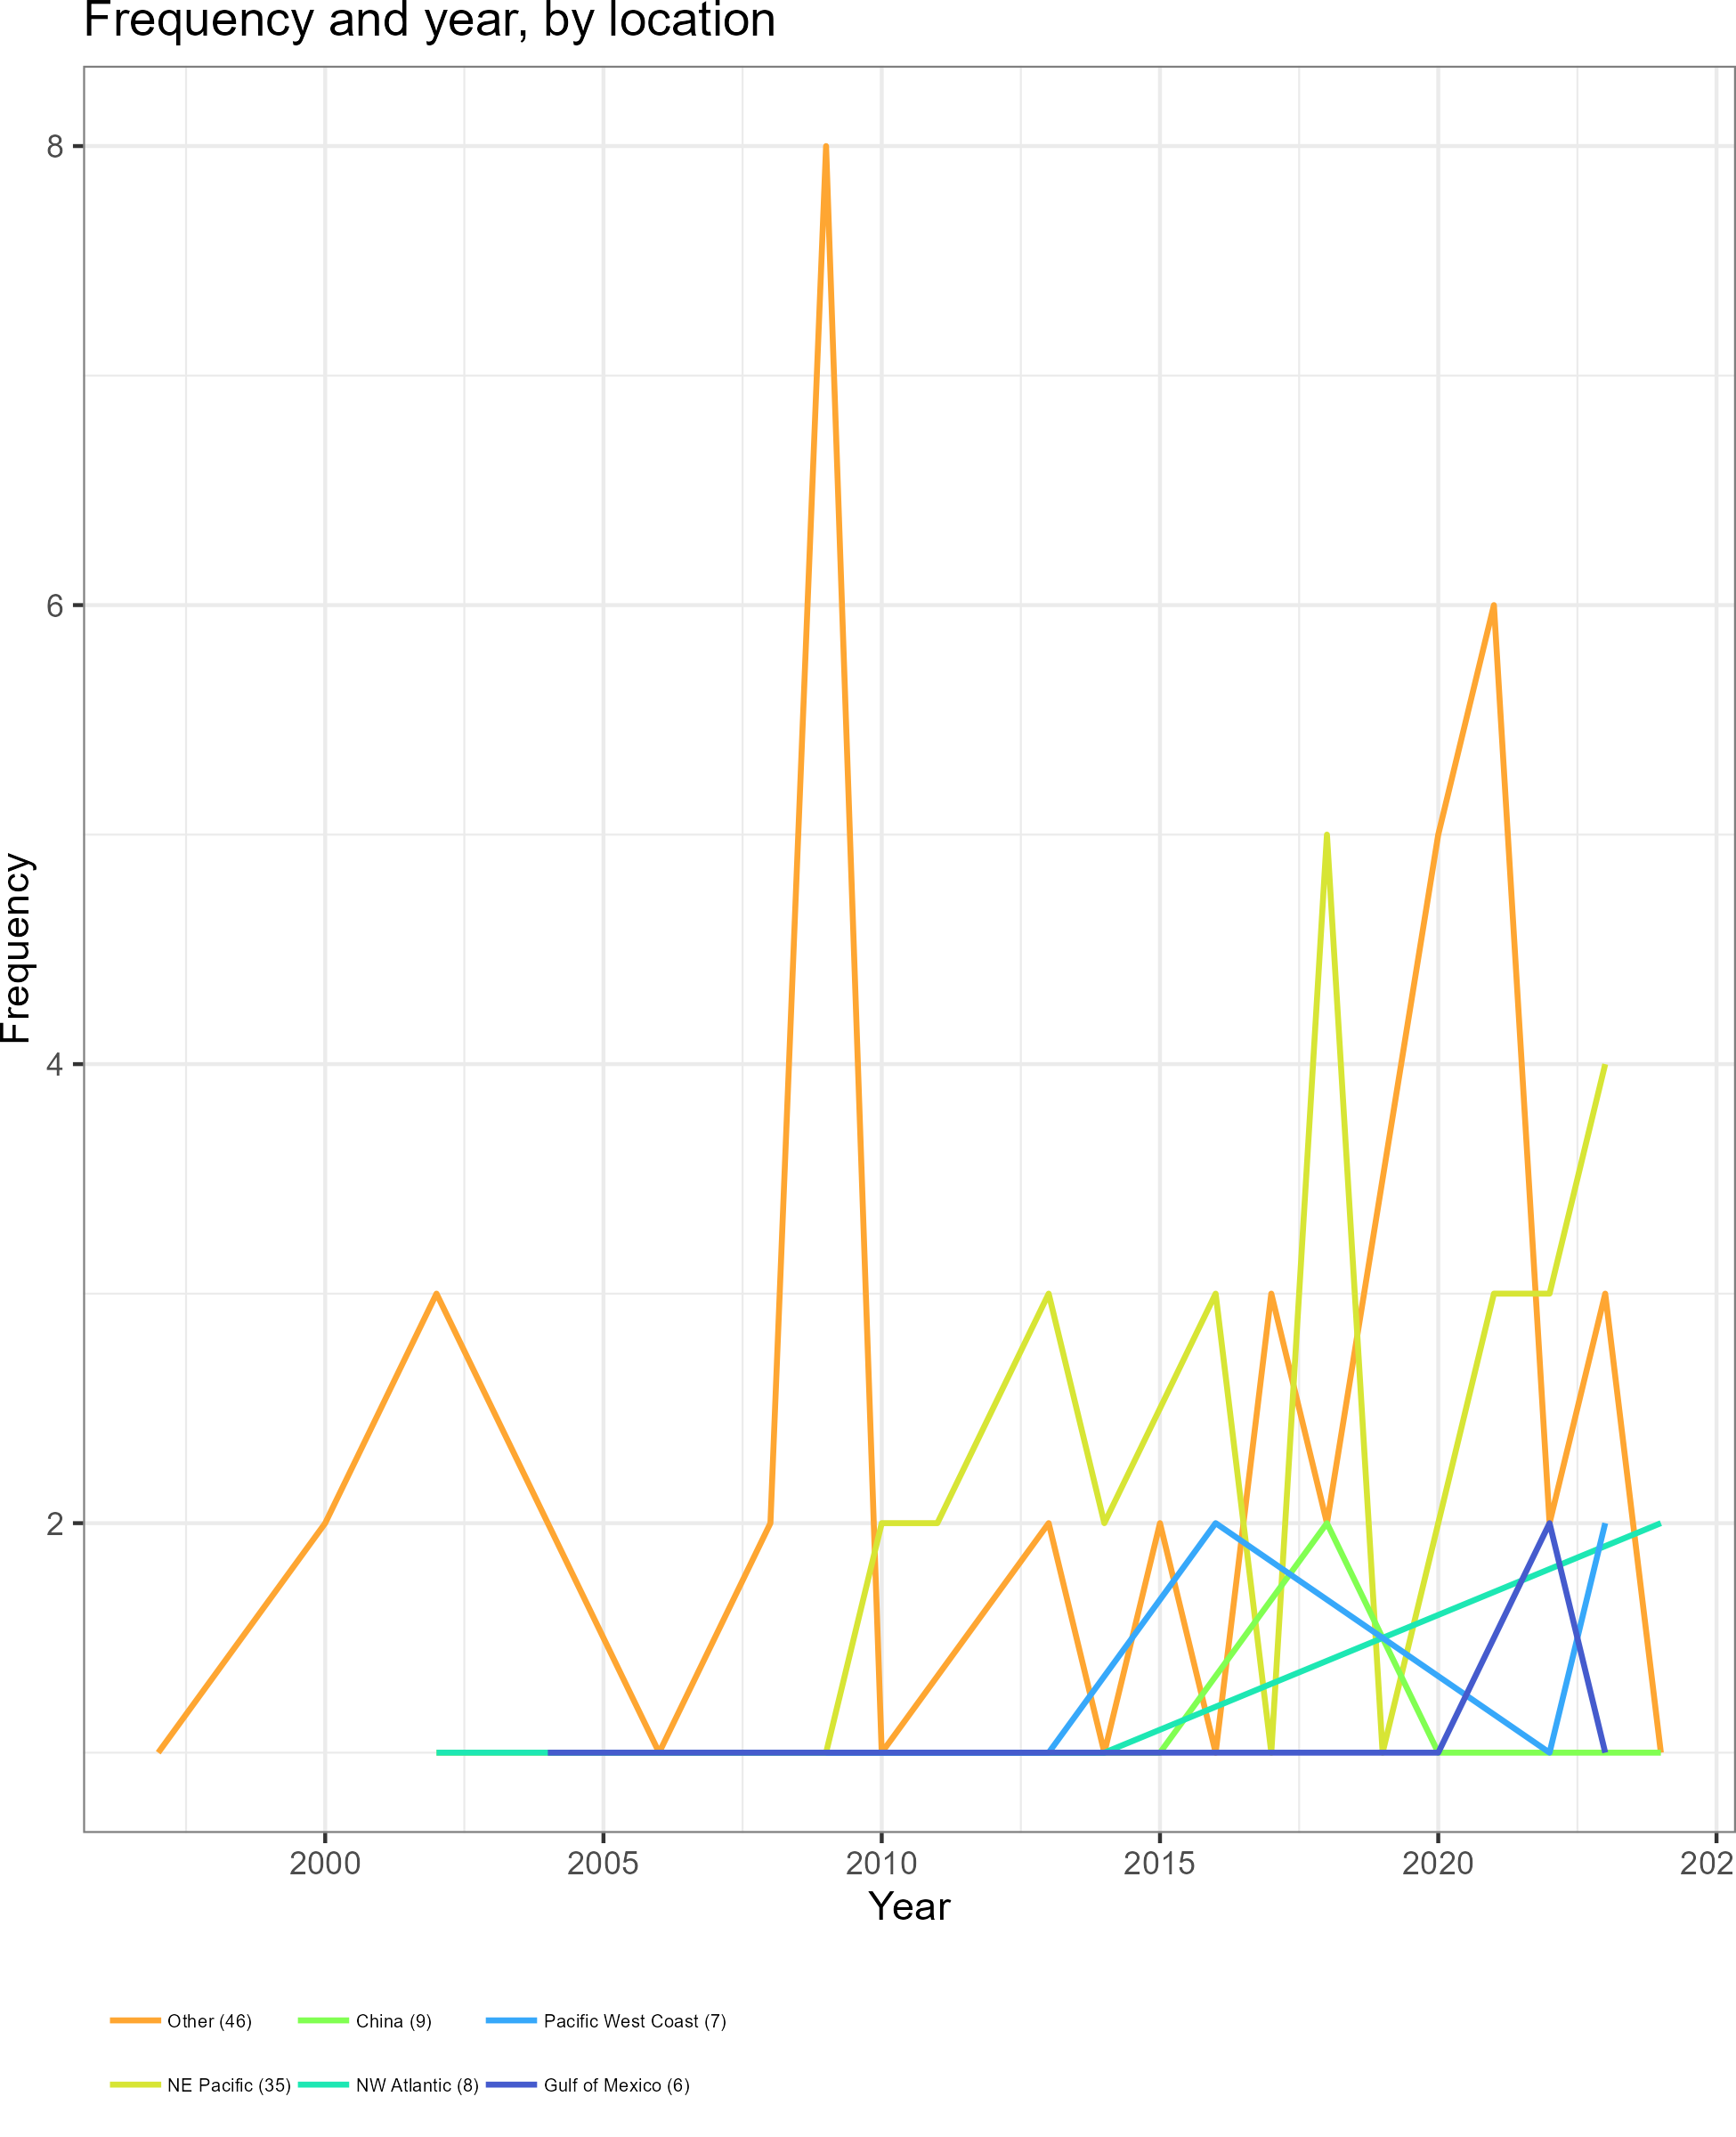 Frequency and year, by location
8
6
4
2
Frequency
2000 2005 2010 2015 2020 202
Year
Other (46) China (9) Pacific West Coast (7)
NE Pacific (35) NW Atlantic (8) Gulf of Mexico (6)